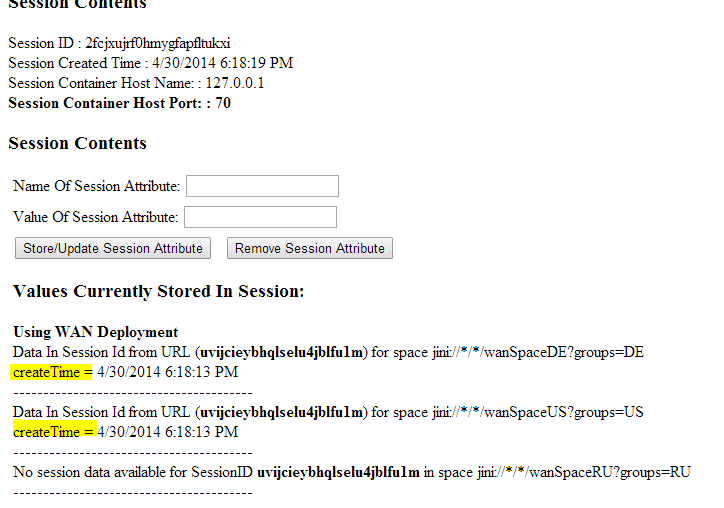 Session Contents
Session ID : 2fcjxujrf0hmygfapfltukxi
Session Created Time : 4/30/2014 6:18:19 PM
Session Container Host Name: : 127.0.0.1
Session Container Host Port: : 70
Session Contents
Name Of Session Attribute:
Value Of Session Attribute:
Store/Update Session Attribute Remove Session Attribute
Values Currently Stored In Session:
Using WAN Deployment
Data In Session Id from URL (uvijcieybhqlselu4jblfu1m) for space jini://*/*/wanSpaceDE?groups=DE
createTime = 4/30/2014 6:18:13 PM
----------------------------------------
Data In Session Id from URL (uvijcieybhqlselu4jblfu1m) for space jini://*/*/wanSpaceUS?groups=US
createTime = 4/30/2014 6:18:13 PM
----------------------------------------
No session data available for SessionID uvijcieybhqlselu4jblfu1m in space jini://*/*/wanSpaceRU?groups=RU
----------------------------------------